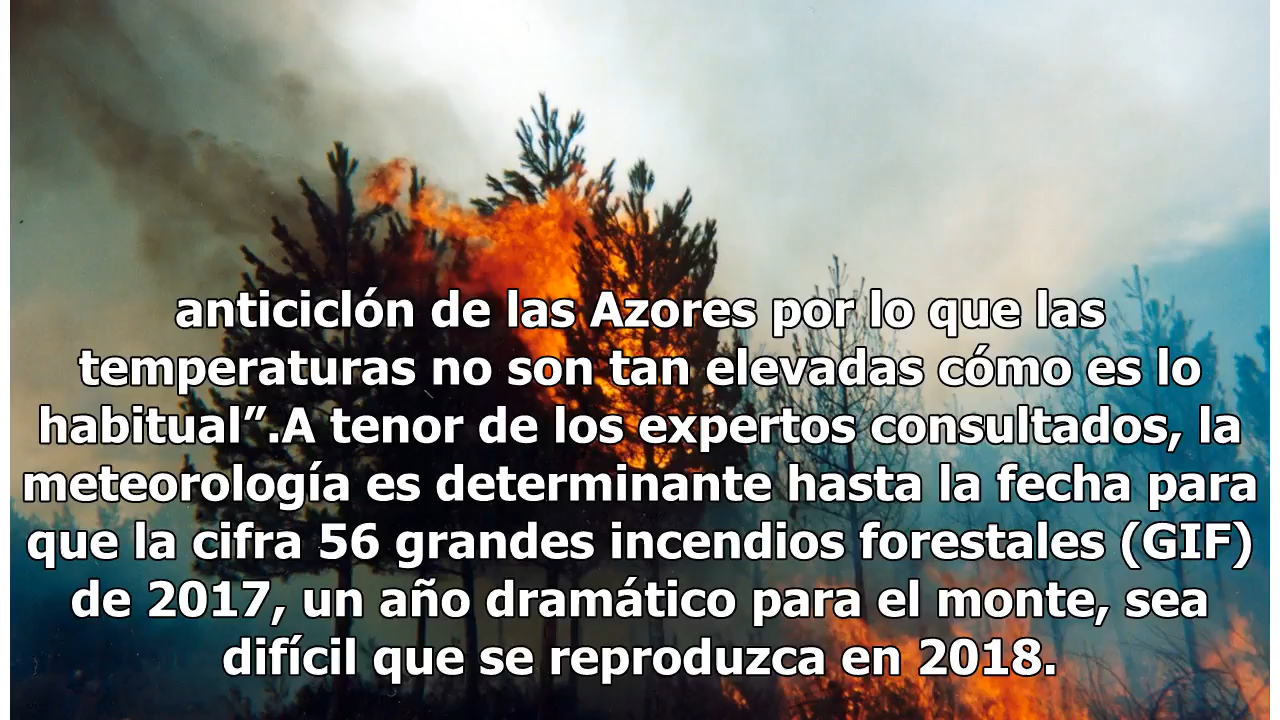 anticiclón de las Azores por lo que las
temperaturas no son tan elevadas cómo es lo
habitual”.A tenor de los expertos consultados, la
meteorología es determinante hasta la fecha para
que la cifra 56 grandes incendios forestales (GIF)
de 2017, un año dramático para el monte, sea
difícil que se reproduzca en 2018.